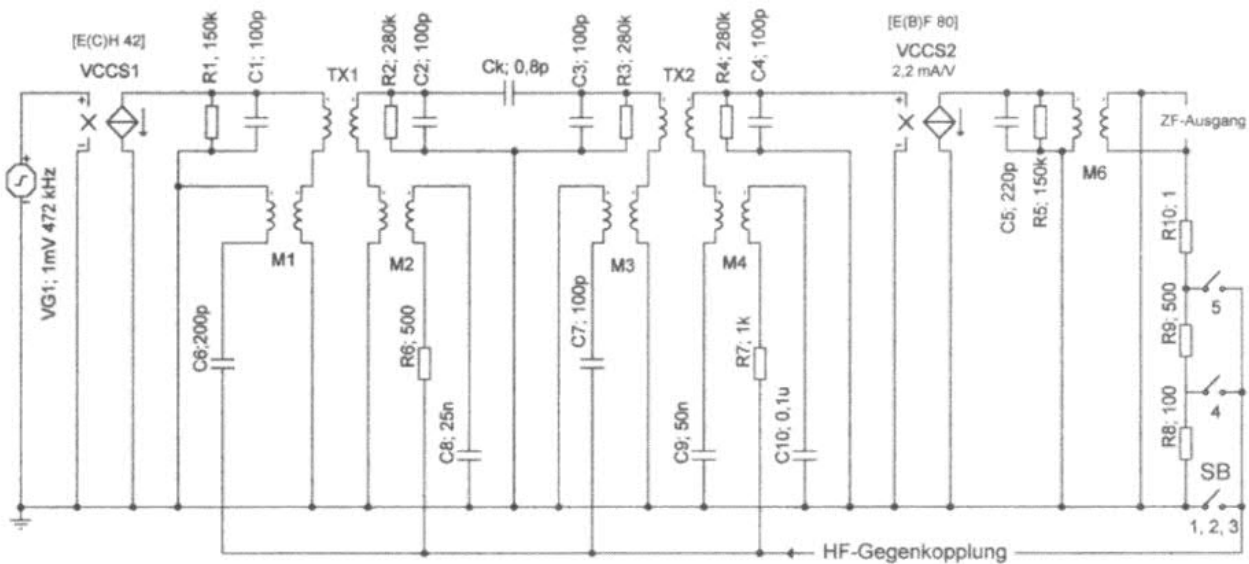 [E(C)H 42]
VCCS1
R1; 150k
C1; 100p
TX1
R2; 280k
C2; 100p
Ck; 0,8p
C3; 100p
R3; 280k
TX2
R4; 280k
C4; 100p
[E(B)F 80]
VCCS2
2,2 mA/V
ZF-Ausgang
VG1; 1mV 472 kHz
M1
M2
M3
M4
C5; 220p
R5; 150k
M6
R10; 1
C6;200p
R6; 500
C8; 25n
C7; 100p
C9; 50n
R7; 1k
C10; 0,1u
5
R9; 500
4
R8; 100
SB
1, 2, 3
HF-Gegenkopplung